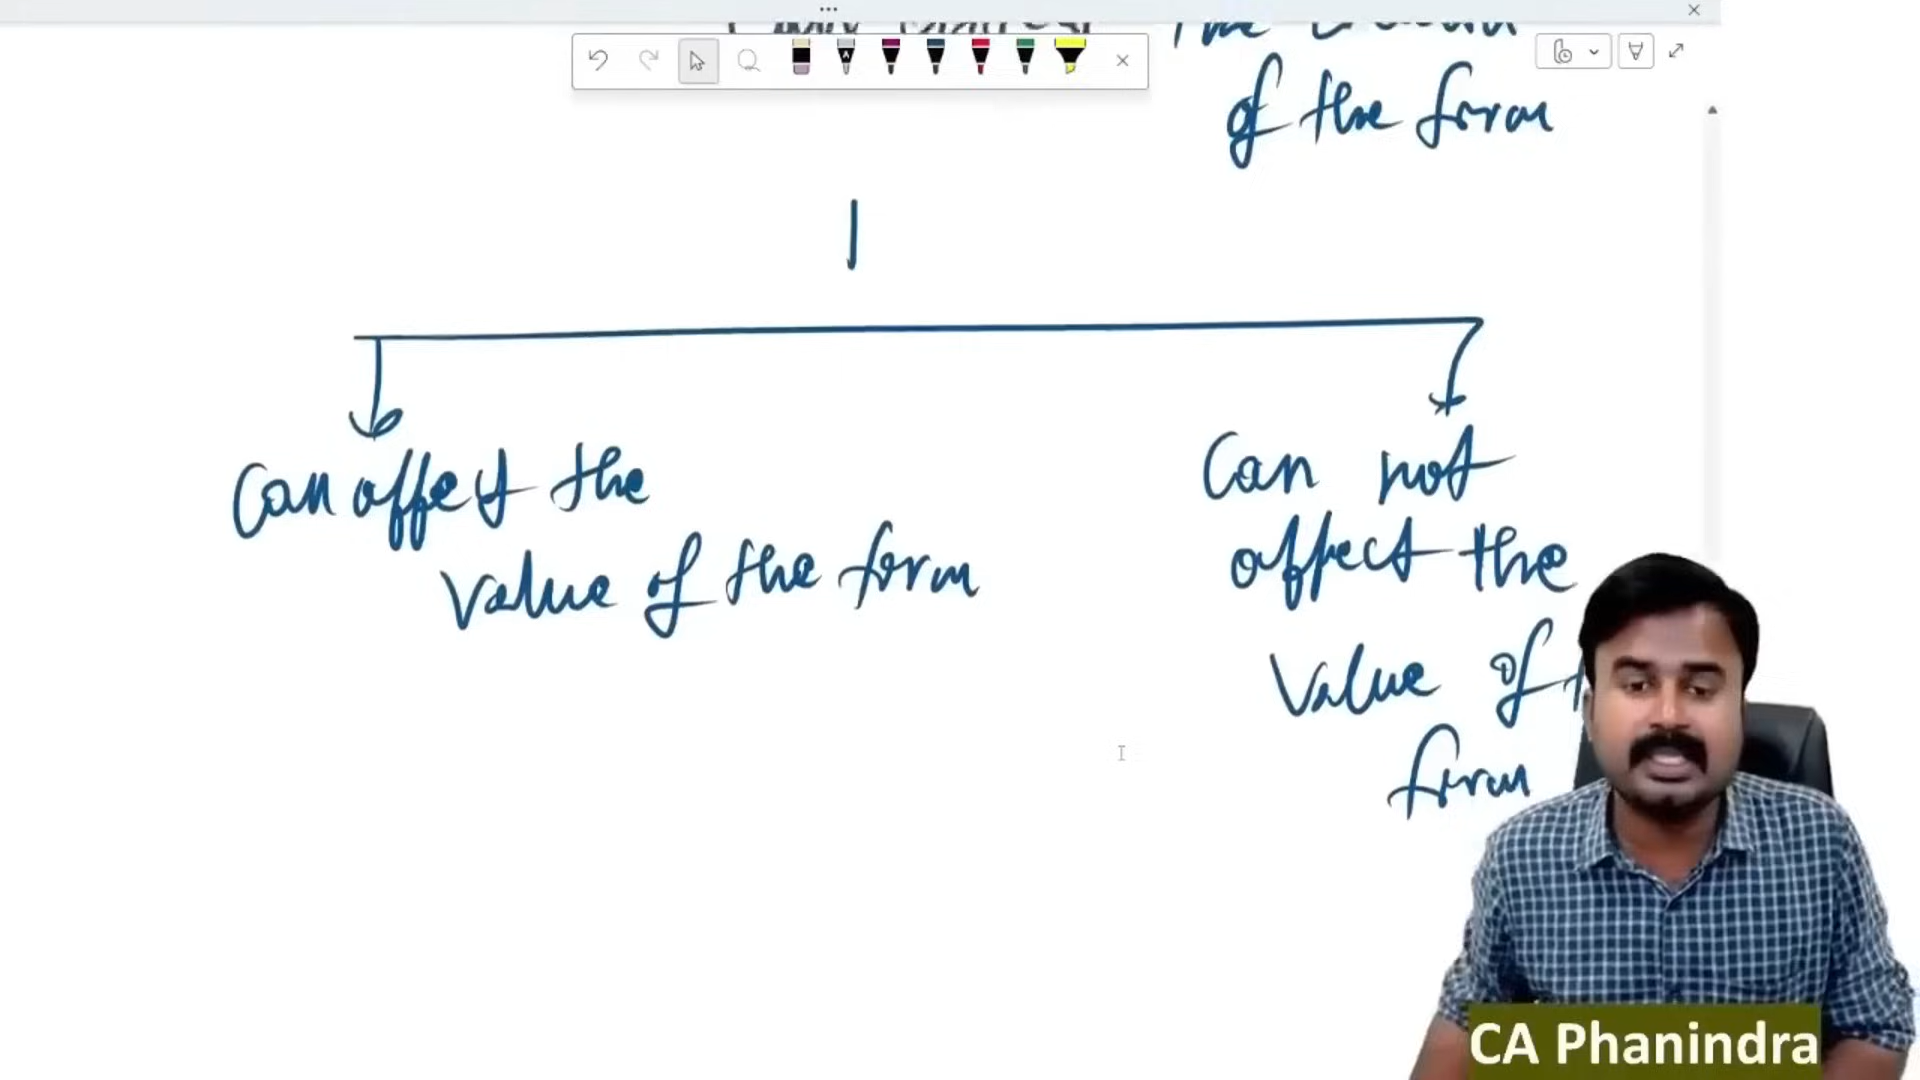 the
of the form
Can affect the
value of the form
Can not
affect the
Value of
form
CA Phanindra